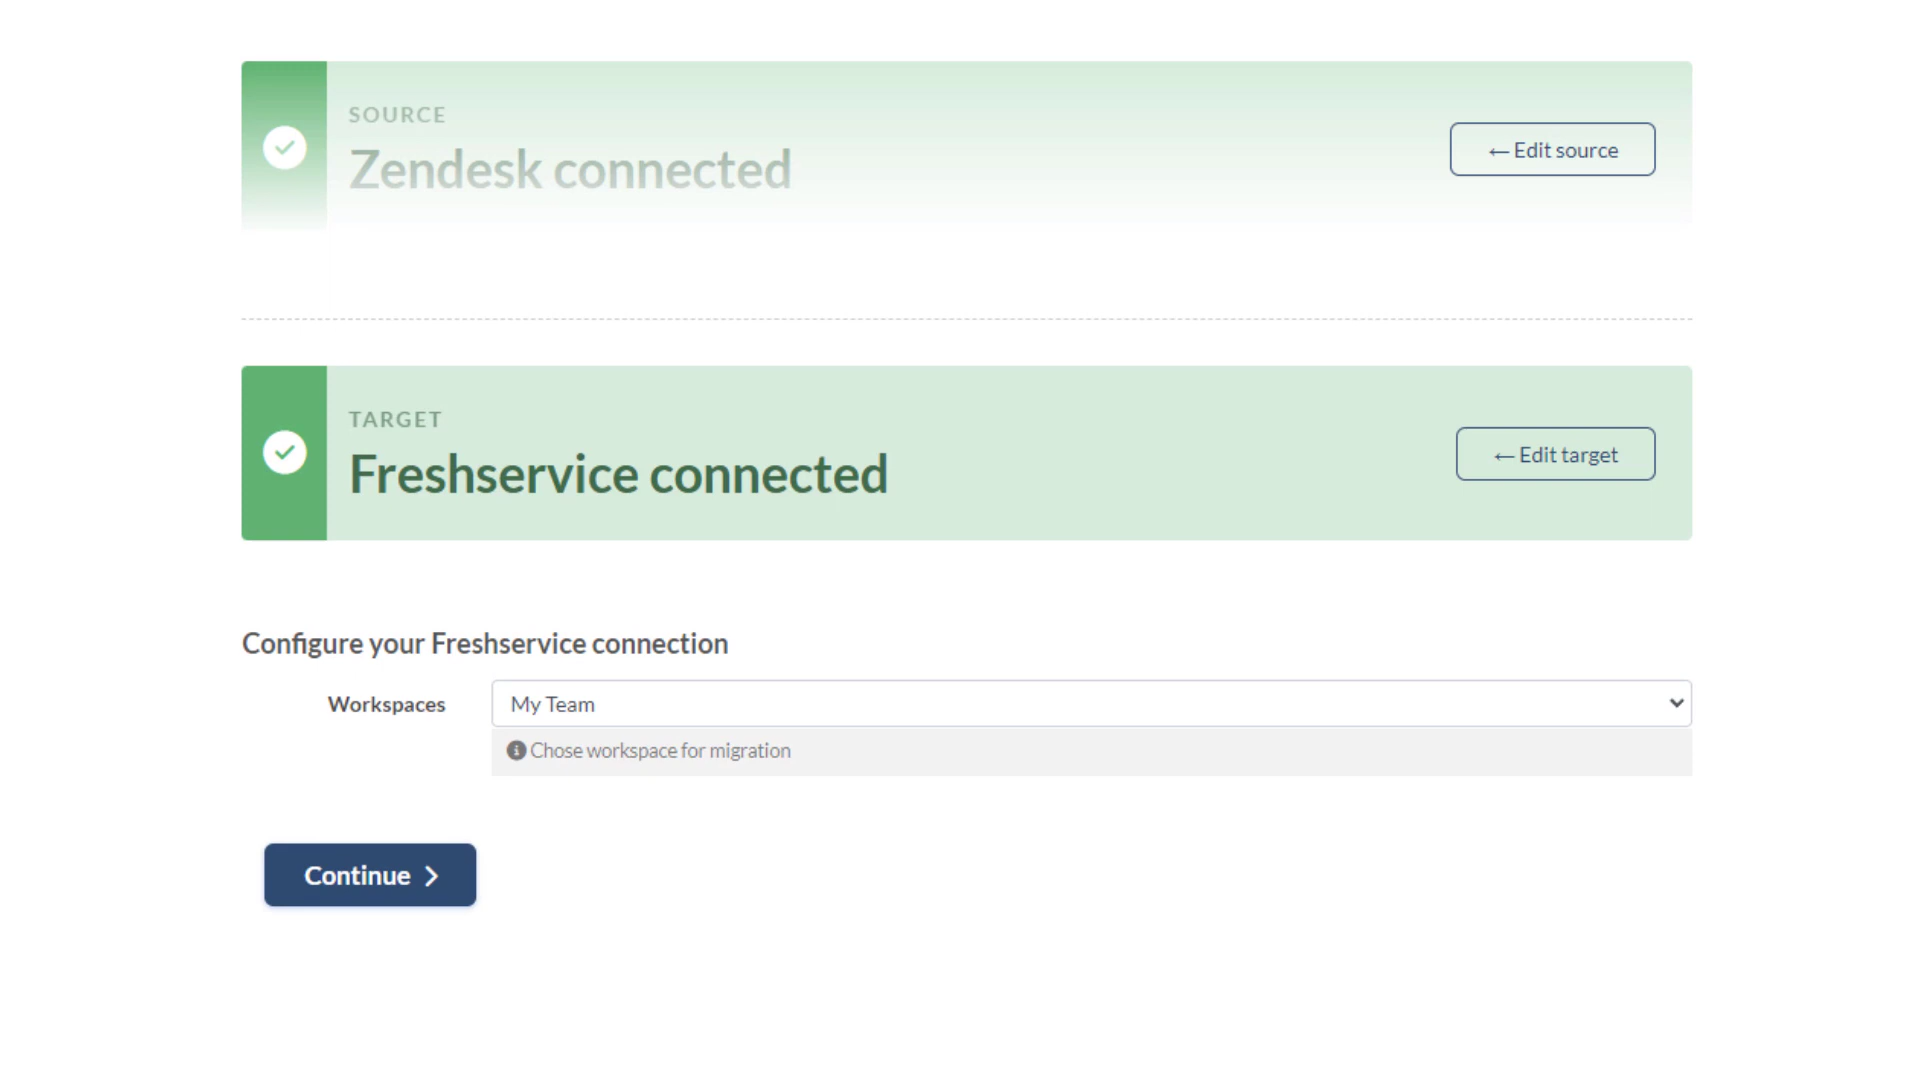 SOURCE
Zendesk connected
← Edit source
TARGET
Freshservice connected
← Edit target
Configure your Freshservice connection
Workspaces
My Team
Chose workspace for migration
Continue